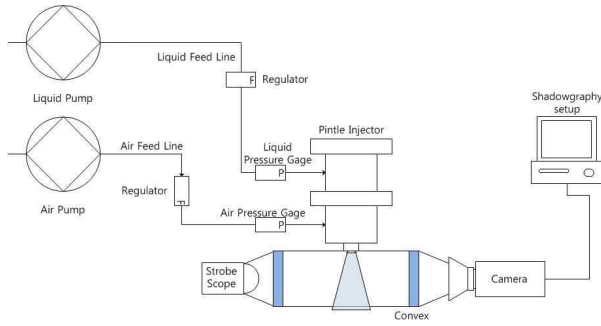 Liquid Feed Line
F
Regulator
Liquid Pump
Shadowgraphy
setup
Pintle Injector
Liquid
Pressure Gage
P
Air Feed Line
Regulator
F
Air Pump
Air Pressure Gage
P
Strobe
Scope
Camera
Convex